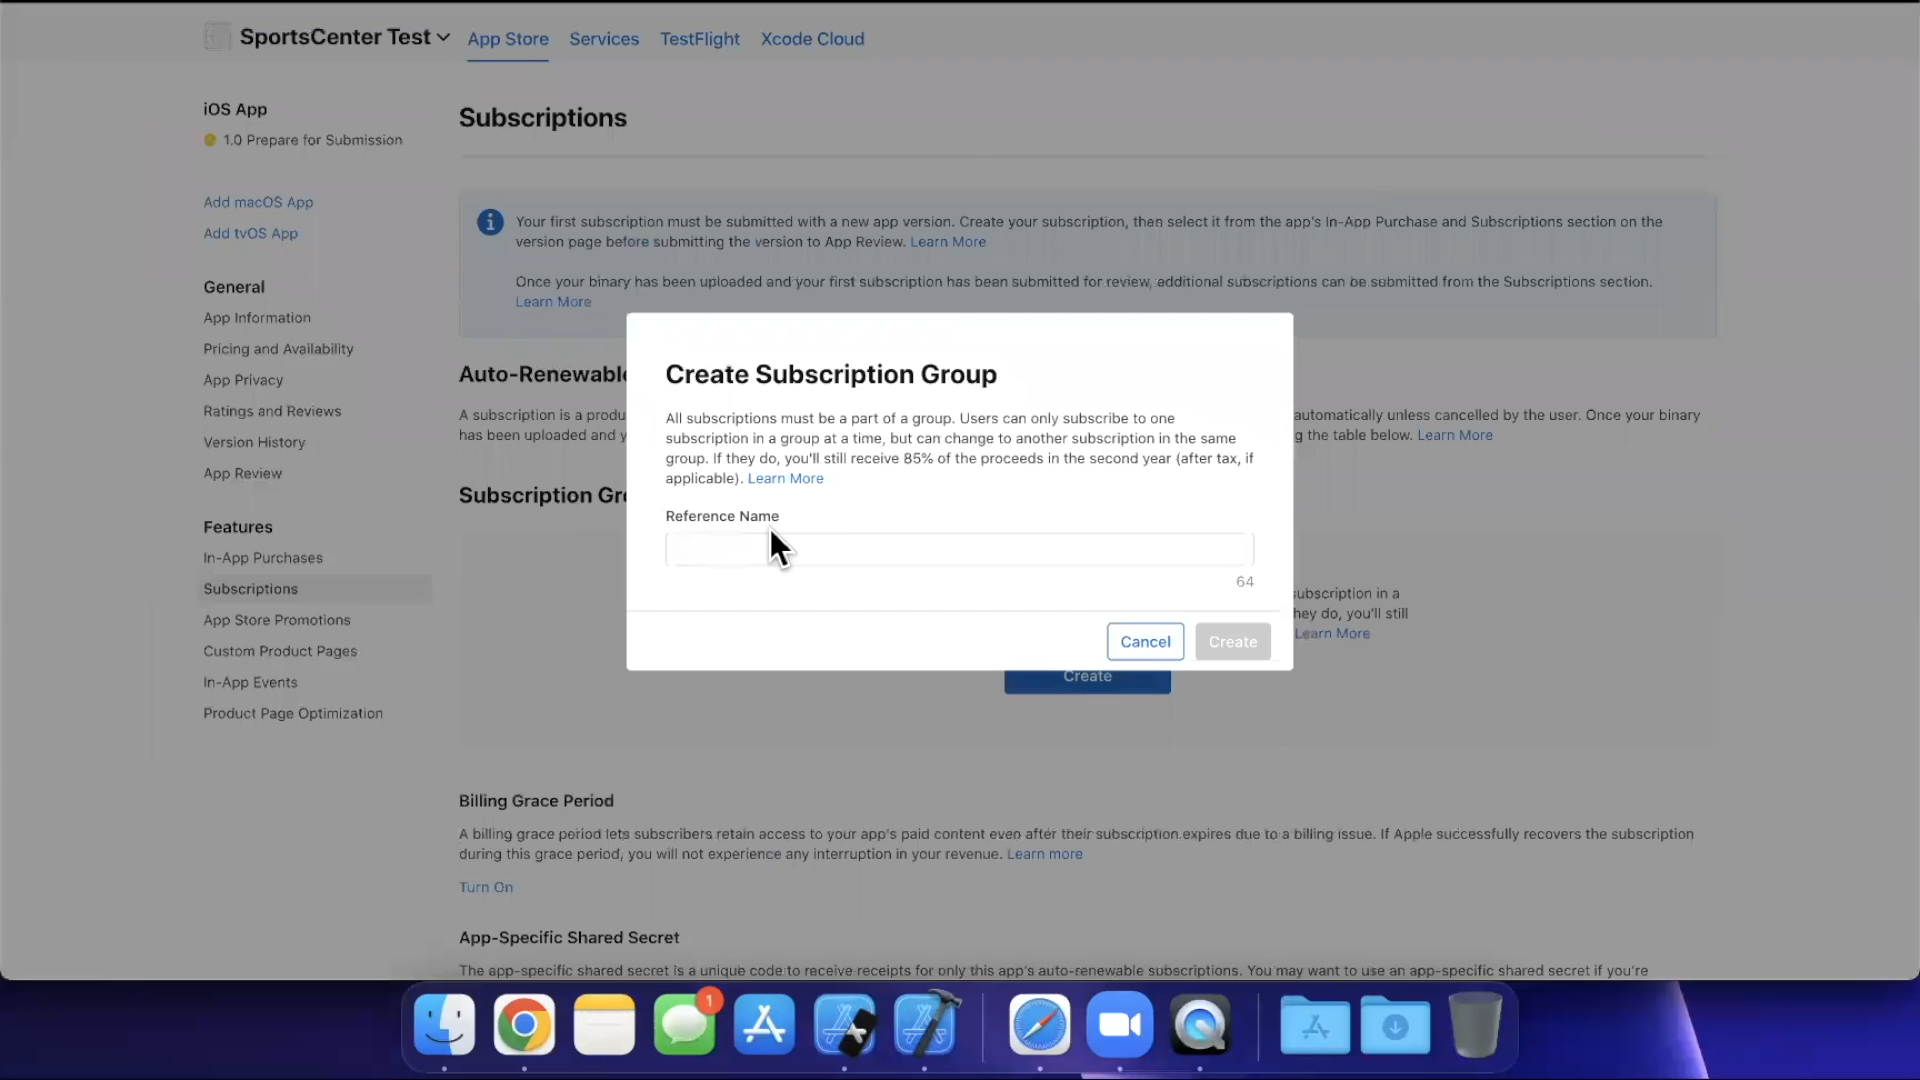 SportsCenter Test
App Store
Services
TestFlight
Xcode Cloud
iOS App
1.0 Prepare for Submission
Add macOS App
Add tvOS App
General
App Information
Pricing and Availability
App Privacy
Ratings and Reviews
Version History
App Review
Features
In-App Purchases
Subscriptions
App Store Promotions
Custom Product Pages
In-App Events
Product Page Optimization
Subscriptions
Your first subscription must be submitted with a new app version. Create your subscription, then select it from the app's In-App Purchase and Subscriptions section on the
version page before submitting the version to App Review. Learn More
Once your binary has been uploaded and your first subscription has been submitted for review, additional subscriptions can be submitted from the Subscriptions section.
Learn More
Auto-Renewable
A subscription is a produ
automatically unless cancelled by the user. Once your binary
has been uploaded and y
g the table below. Learn More
Subscription Gro
Create Subscription Group
All subscriptions must be a part of a group. Users can only subscribe to one
subscription in a group at a time, but can change to another subscription in the same
group. If they do, you'll still receive 85% of the proceeds in the second year (after tax, if
applicable). Learn More
Reference Name
64
Cancel
Create
subscription in a
hey do, you'll still
Learn More
Create
Billing Grace Period
A billing grace period lets subscribers retain access to your app's paid content even after their subscription expires due to a billing issue. If Apple successfully recovers the subscription
during this grace period, you will not experience any interruption in your revenue. Learn more
Turn On
App-Specific Shared Secret
The app-specific shared secret is a unique code to receive receipts for only this app's auto-renewable subscriptions. You may want to use an app-specific shared secret if you're
1